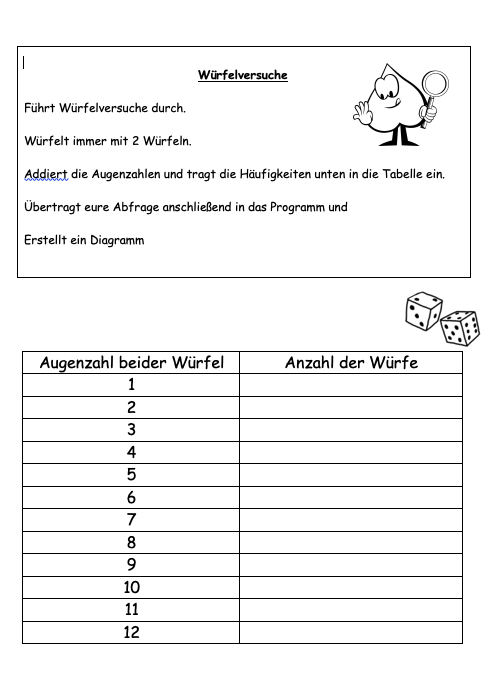 Würfelversuche
Führt Würfelversuche durch.
Würfelt immer mit 2 Würfeln.
Addiert die Augenzahlen und tragt die Häufigkeiten unten in die Tabelle ein.
Übertragt eure Abfrage anschließend in das Programm und
Erstellt ein Diagramm
Augenzahl beider Würfel Anzahl der Würfe
1
2
3
4
5
6
7
8
9
10
11
12